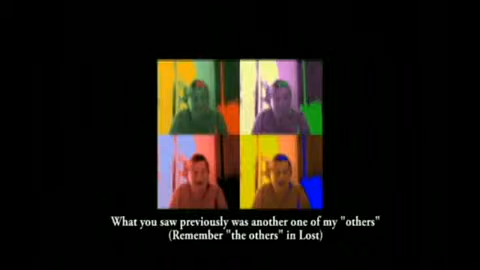 What you saw previously was another one of my "others"
(Remember "the others" in Lost)